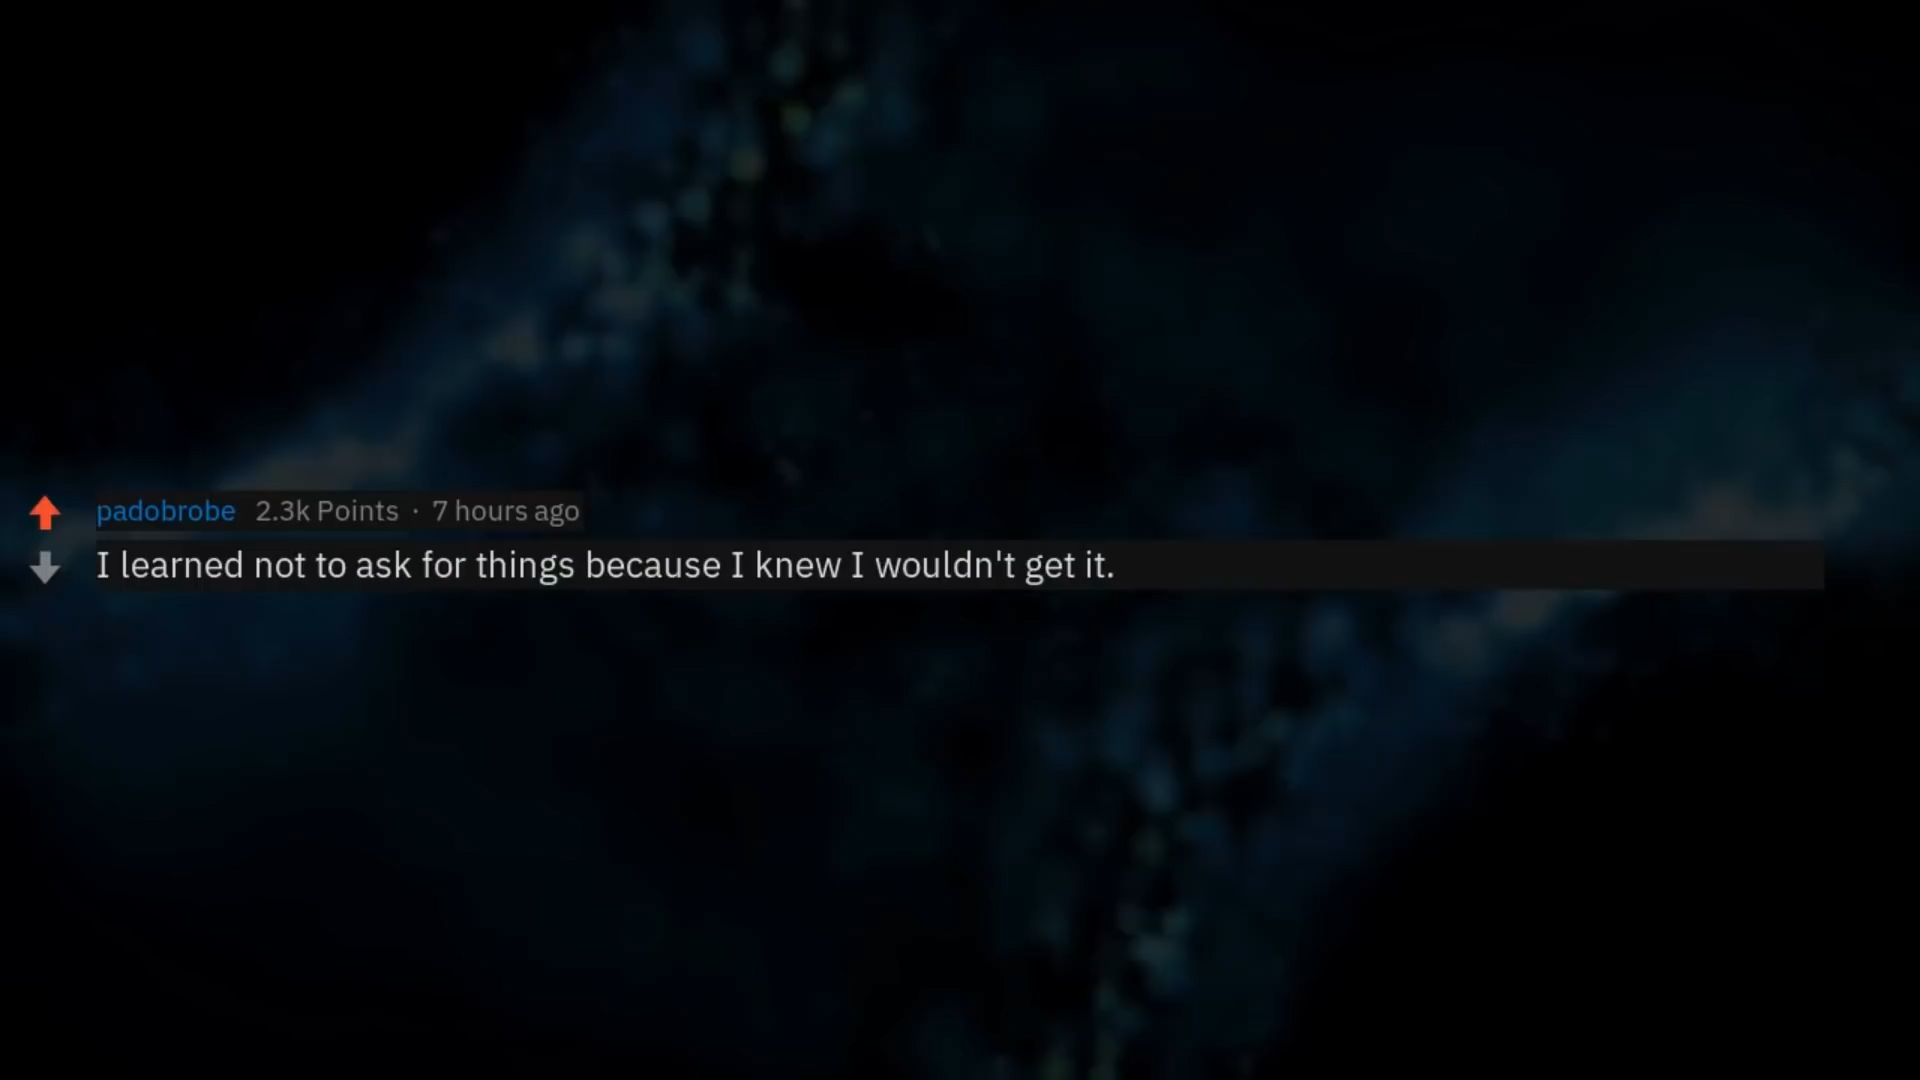 padobrobe 2.3k Points · 7 hours ago
I learned not to ask for things because I knew I wouldn't get it.